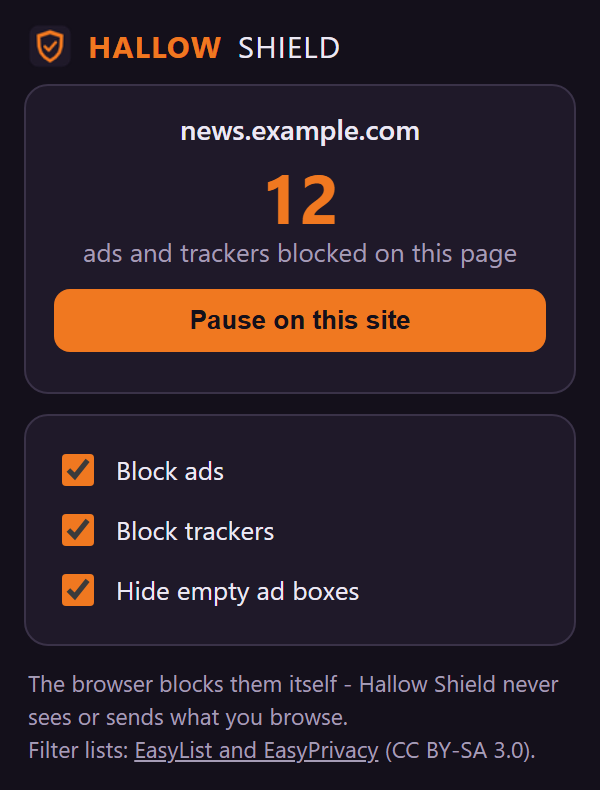 HALLOW SHIELD
news.example.com
12
ads and trackers blocked on this page
Pause on this site
Block ads
Block trackers
Hide empty ad boxes
The browser blocks them itself - Hallow Shield never
sees or sends what you browse.
Filter lists: EasyList and EasyPrivacy (CC BY-SA 3.0).